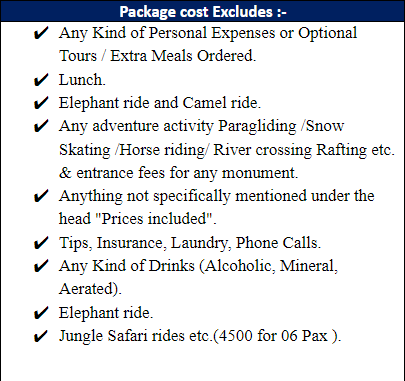 Package cost Excludes :-
✔ Any Kind of Personal Expenses or Optional
Tours / Extra Meals Ordered.
✔ Lunch.
✔ Elephant ride and Camel ride.
✔ Any adventure activity Paragliding /Snow
Skating /Horse riding/ River crossing Rafting etc.
& entrance fees for any monument.
✔ Anything not specifically mentioned under the
head "Prices included".
✔ Tips, Insurance, Laundry, Phone Calls.
✔ Any Kind of Drinks (Alcoholic, Mineral,
Aerated).
✔ Elephant ride.
✔ Jungle Safari rides etc.(4500 for 06 Pax ).